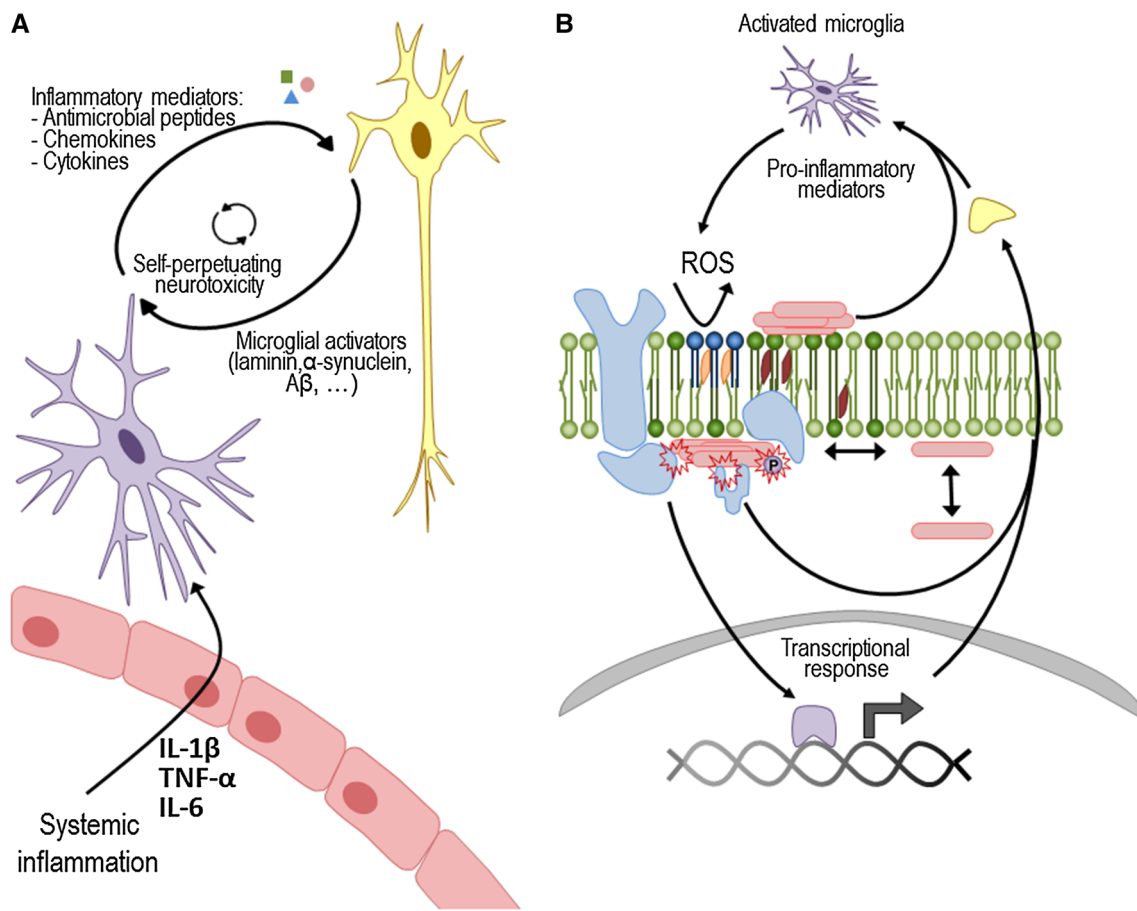 A
Inflammatory mediators:
- Antimicrobial peptides
- Chemokines
- Cytokines
Self-perpetuating
neurotoxicity
Microglial activators
(laminin,α-synuclein,
Aβ, …)
IL-1β
TNF-α
IL-6
Systemic
inflammation
B
Activated microglia
Pro-inflammatory
mediators
ROS
P
Transcriptional
response